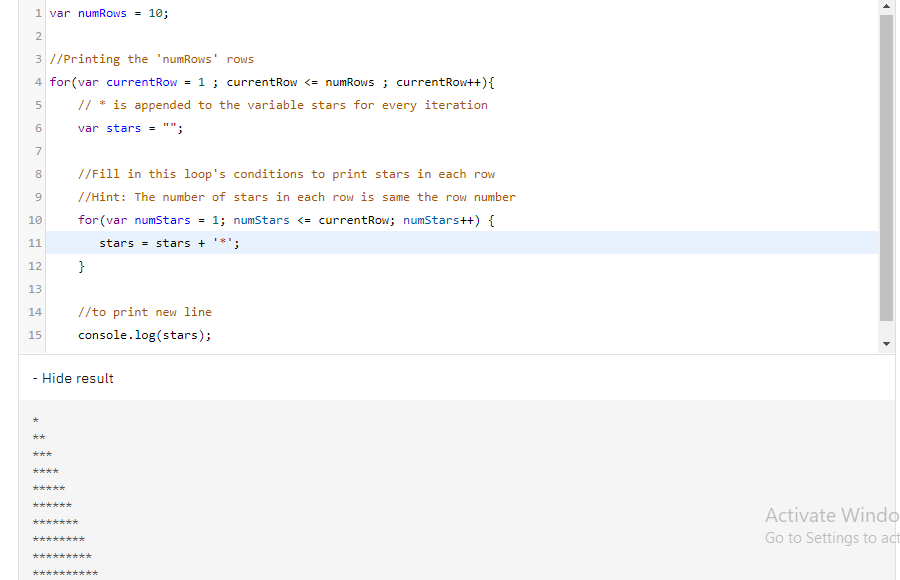 1 var numRows = 10;
2
3 //Printing the 'numRows' rows
4 for(var currentRow = 1 ; currentRow <= numRows ; currentRow++){
5     // * is appended to the variable stars for every iteration
6     var stars = "";
7
8     //Fill in this loop's conditions to print stars in each row
9     //Hint: The number of stars in each row is same the row number
10     for(var numStars = 1; numStars <= currentRow; numStars++) {
11        stars = stars + '*';
12     }
13
14     //to print new line
15     console.log(stars);
- Hide result
*
**
***
****
*****
******
*******
********
*********
**********
Activate Windo
Go to Settings to act